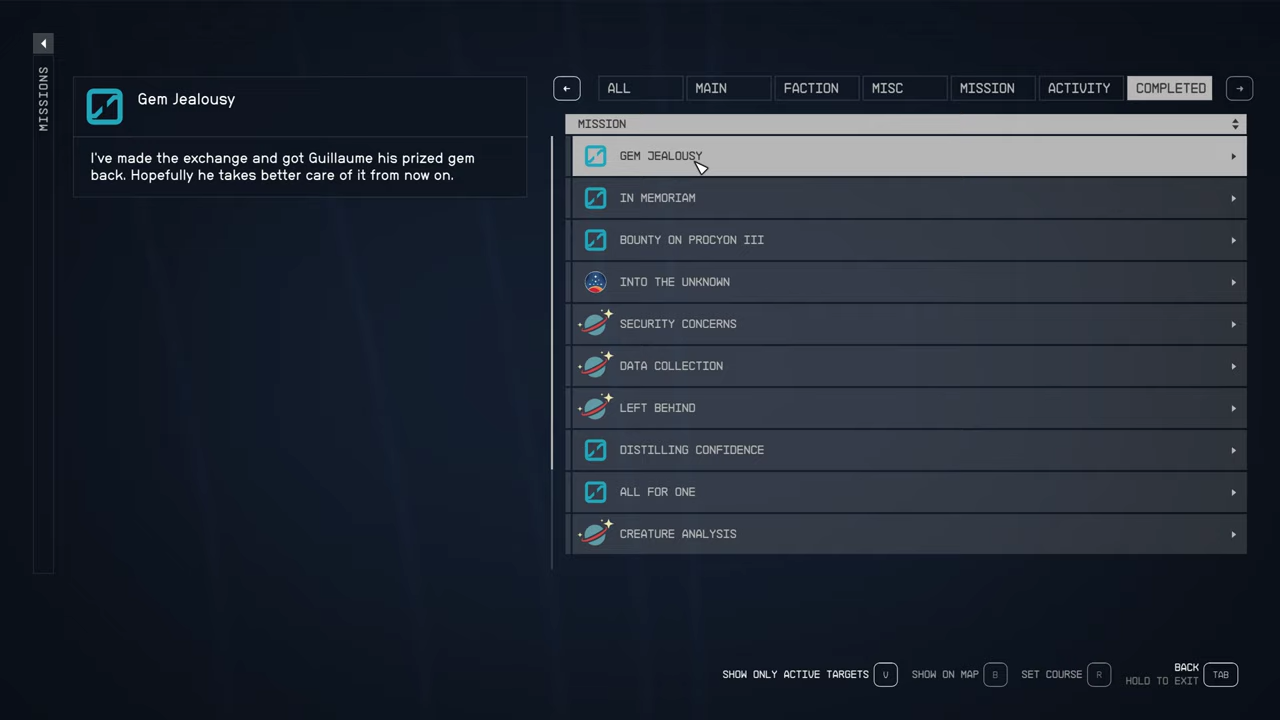 MISSIONS
Gem Jealousy
I've made the exchange and got Guillaume his prized gem
back. Hopefully he takes better care of it from now on.
ALL MAIN FACTION MISC MISSION ACTIVITY COMPLETED
MISSION
GEM JEALOUSY
IN MEMORIAM
BOUNTY ON PROCYON III
INTO THE UNKNOWN
SECURITY CONCERNS
DATA COLLECTION
LEFT BEHIND
DISTILLING CONFIDENCE
ALL FOR ONE
CREATURE ANALYSIS
SHOW ONLY ACTIVE TARGETS V SHOW ON MAP B SET COURSE R BACK TAB
HOLD TO EXIT